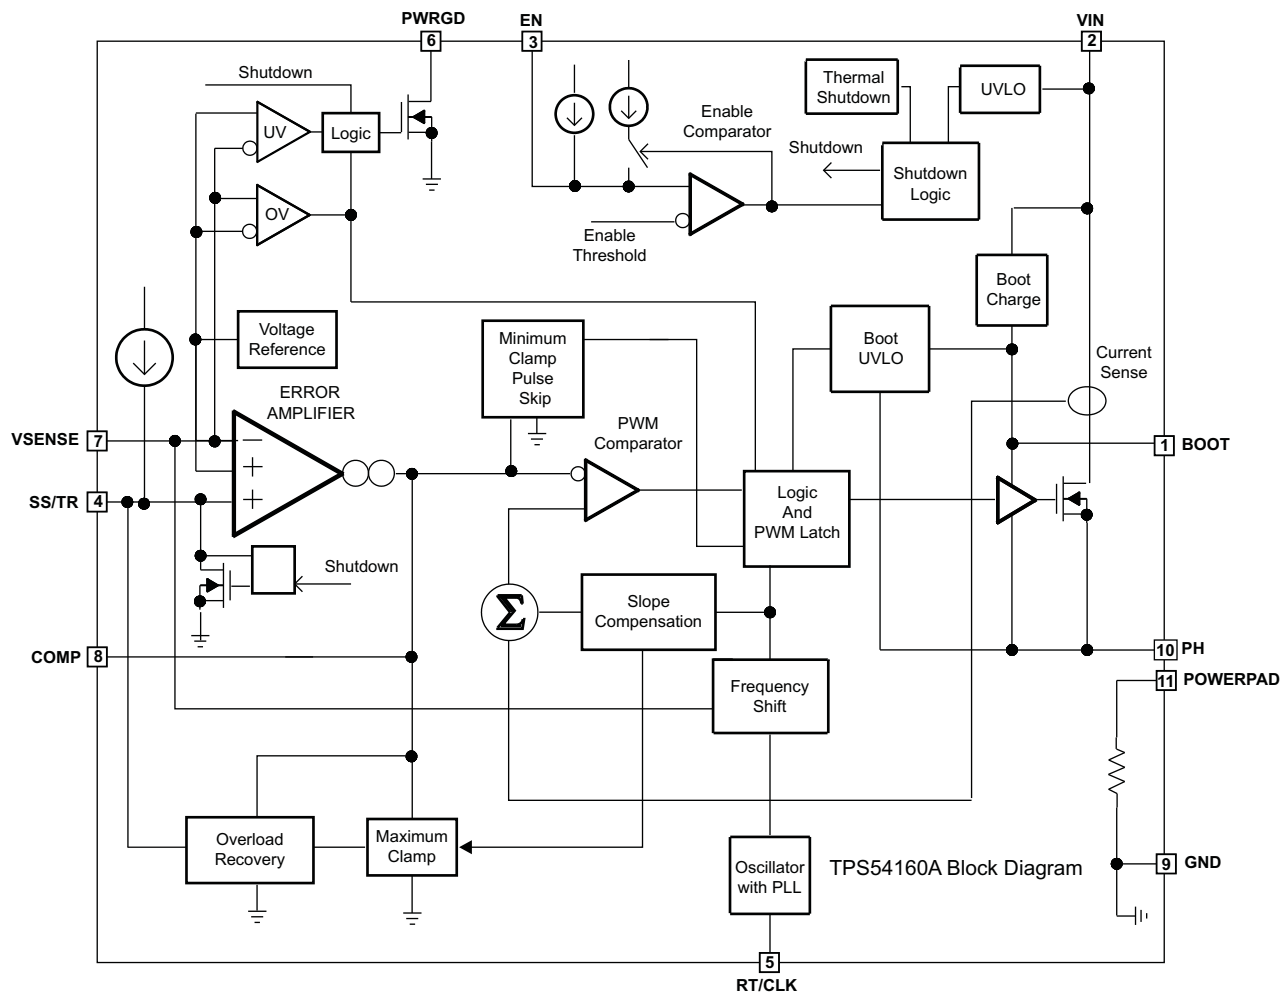 PWRGD
EN
VIN
6
3
2
Shutdown
Thermal
Shutdown
UVLO
UV
Logic
Enable
Comparator
Shutdown
Shutdown
Logic
OV
Enable
Threshold
Boot
Charge
Voltage
Reference
Minimum
Clamp
Pulse
Skip
Boot
UVLO
Current
Sense
ERROR
AMPLIFIER
PWM
Comparator
VSENSE
7
1
BOOT
−
+
+
SS/TR
4
Logic
And
PWM Latch
Shutdown
Σ
Slope
Compensation
COMP
8
10
PH
11
POWERPAD
Frequency
Shift
Overload
Recovery
Maximum
Clamp
Oscillator
with PLL
TPS54160A Block Diagram
9
GND
5
RT/CLK